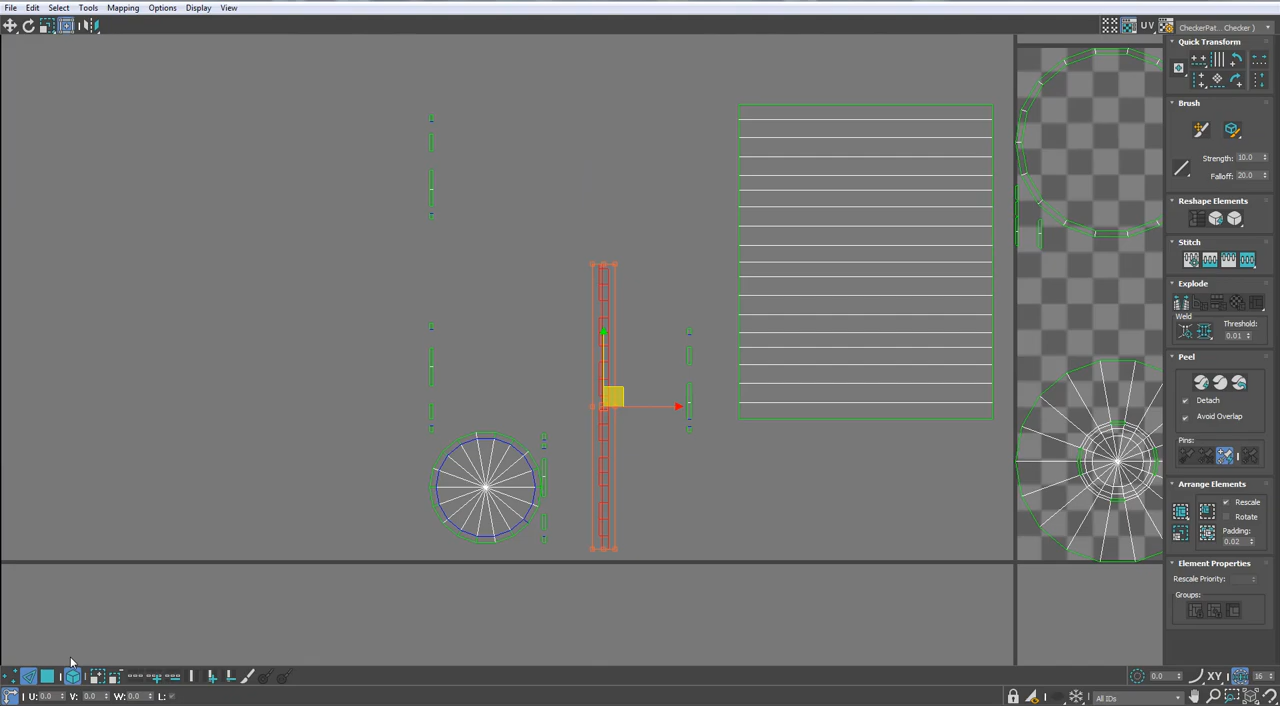 File Edit Select Tools Mapping Options Display View
UV
CheckerPat... Checker )
Quick Transform
Brush
Strength: 10.0
Falloff: 20.0
Reshape Elements
Stitch
Explode
Weld
Threshold:
0.01
Peel
Detach
Avoid Overlap
Pins:
Arrange Elements
Rescale
Rotate
Padding:
0.02
Element Properties
Rescale Priority:
Groups:
0.0 XY 16
U: 0.0 V: 0.0 W: 0.0 L:
All IDs